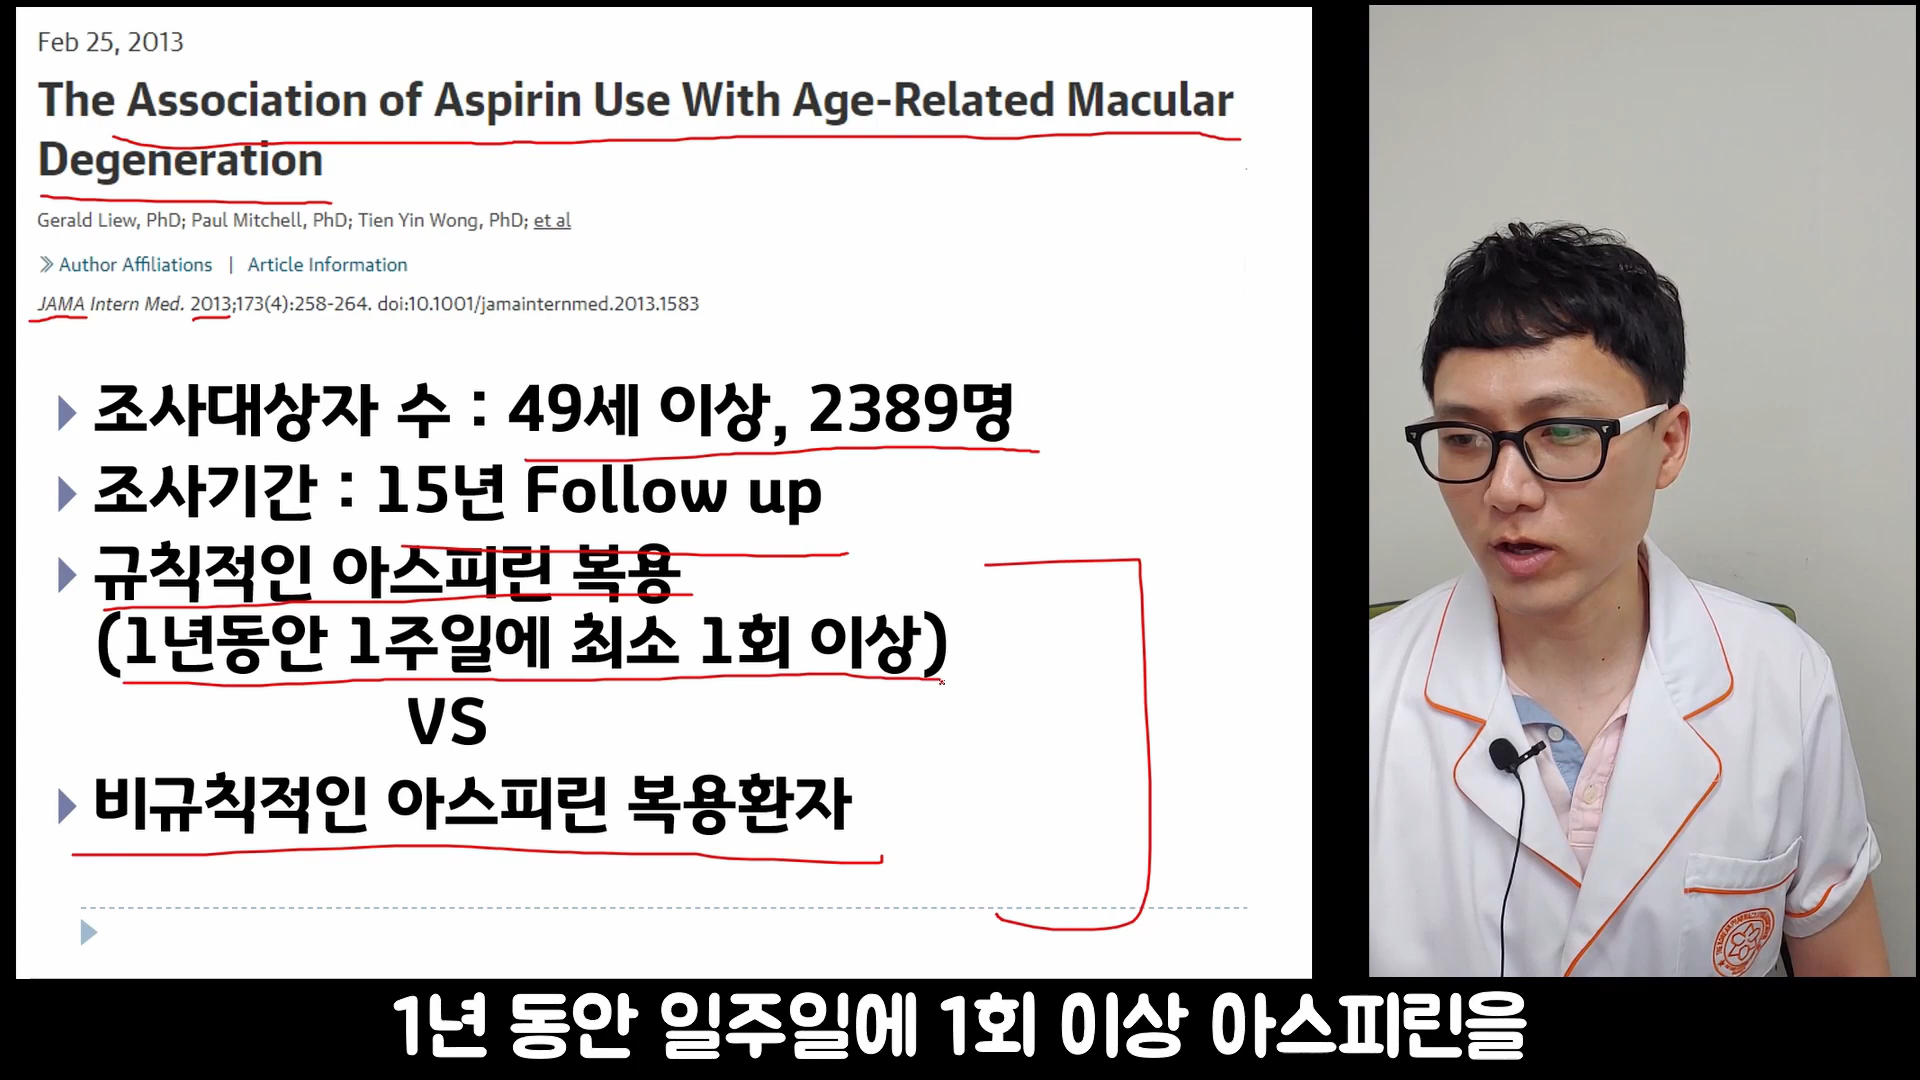 Feb 25, 2013
The Association of Aspirin Use With Age-Related Macular
Degeneration
Gerald Liew, PhD; Paul Mitchell, PhD; Tien Yin Wong, PhD; et al
Author Affiliations | Article Information
JAMA Intern Med. 2013;173(4):258-264. doi:10.1001/jamainternmed.2013.1583
조사대상자 수 : 49세 이상, 2389명
조사기간 : 15년 Follow up
규칙적인 아스피린 복용
(1년동안 1주일에 최소 1회 이상)
VS
비규칙적인 아스피린 복용환자
1년 동안 일주일에 1회 이상 아스피린을